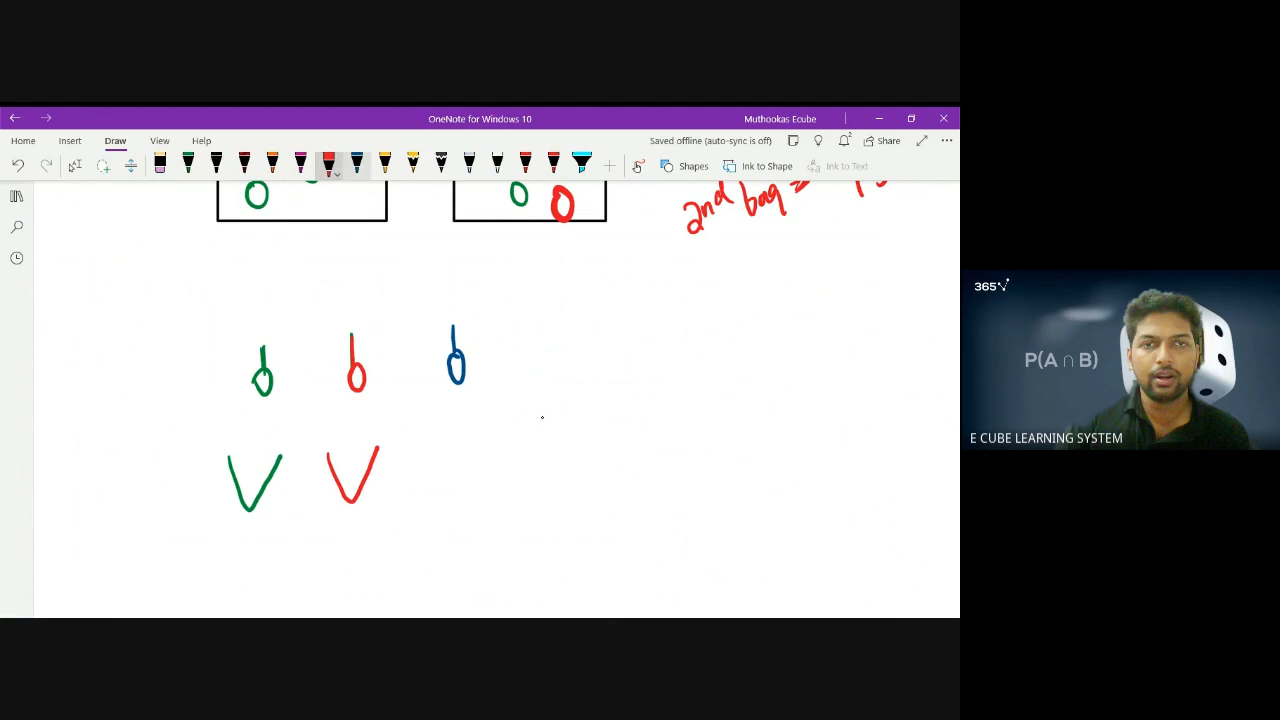 OneNote for Windows 10
Muthookas Ecube
Home Insert Draw View Help
Saved offline (auto-sync is off)
Share
Shapes
Ink to Shape
Ink to Text
2nd bag =
365
P(A ∩ B)
E CUBE LEARNING SYSTEM